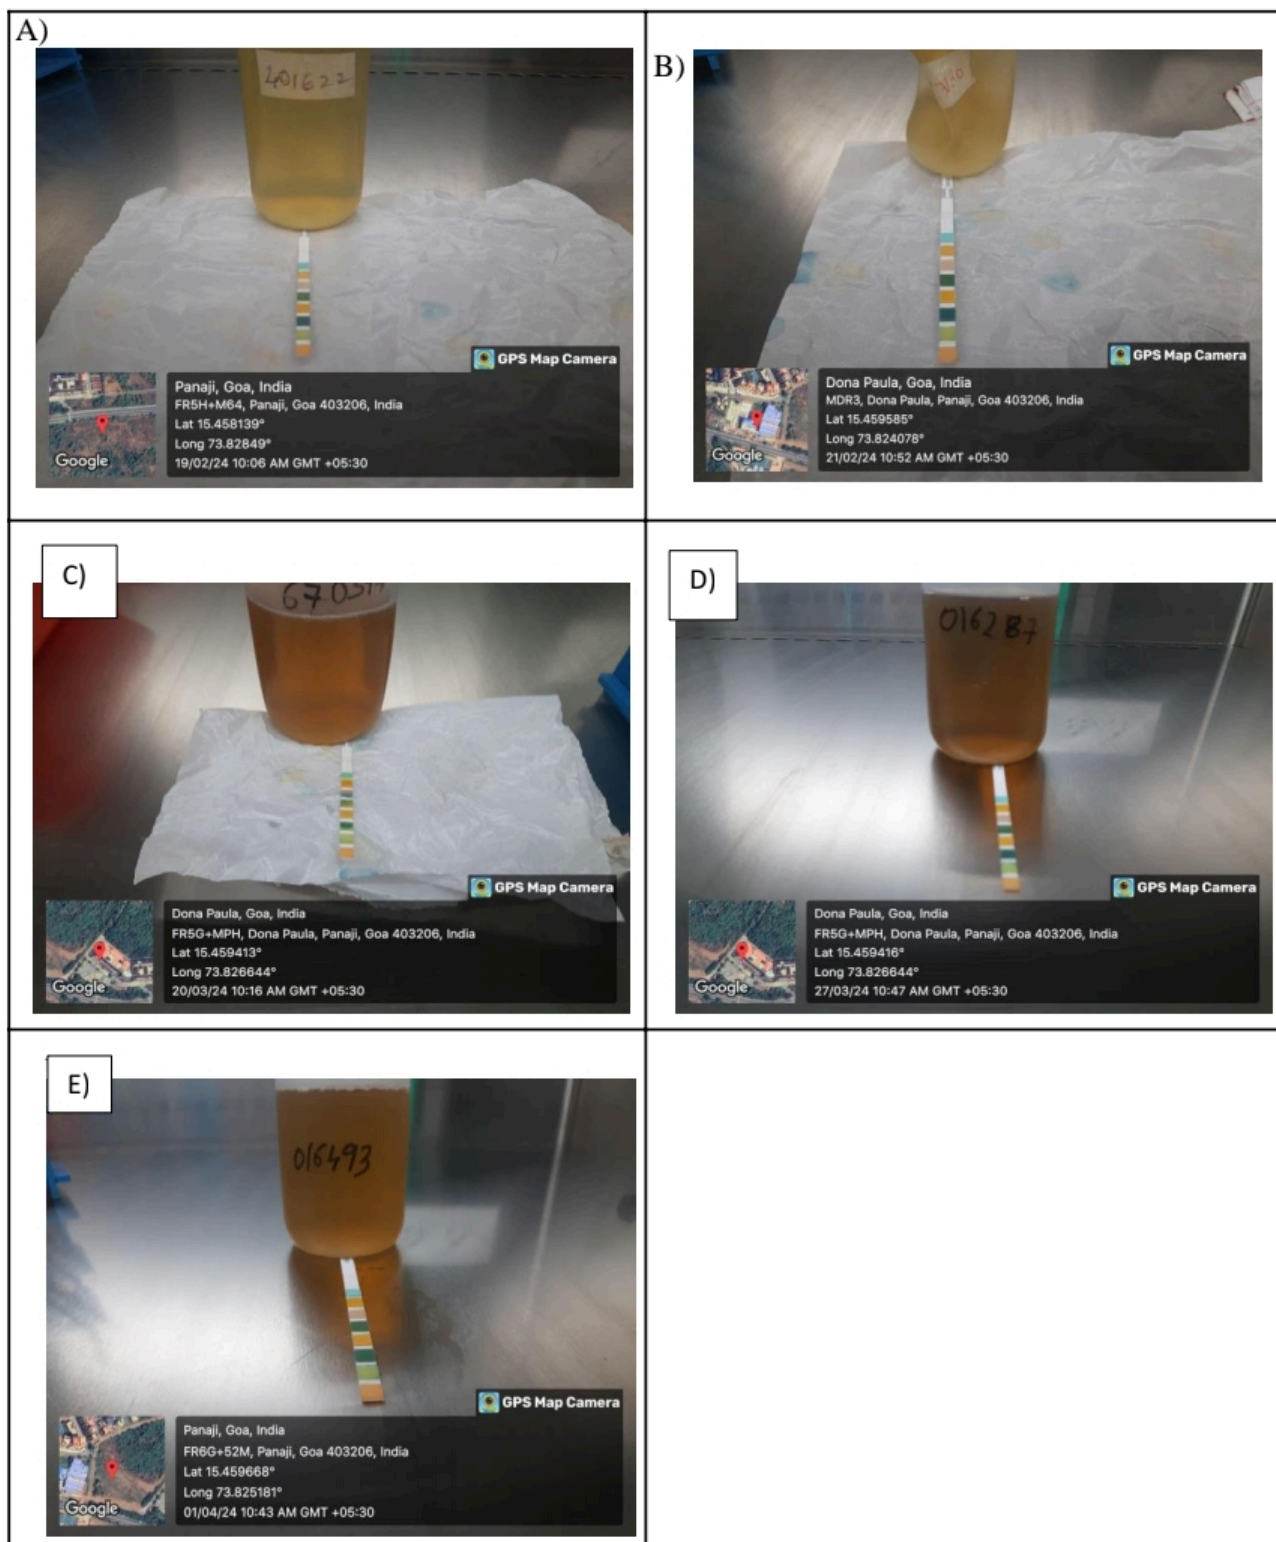 A)
401622
GPS Map Camera
Panaji, Goa, India
FR5H+M64, Panaji, Goa 403206, India
Lat 15.458139°
Long 73.82849°
19/02/24 10:06 AM GMT +05:30
Google
B)
GPS Map Camera
Dona Paula, Goa, India
MDR3, Dona Paula, Panaji, Goa 403206, India
Lat 15.459585°
Long 73.824078°
21/02/24 10:52 AM GMT +05:30
Google
C)
GPS Map Camera
Dona Paula, Goa, India
FR5G+MPH, Dona Paula, Panaji, Goa 403206, India
Lat 15.459413°
Long 73.826644°
20/03/24 10:16 AM GMT +05:30
Google
D)
016287
GPS Map Camera
Dona Paula, Goa, India
FR5G+MPH, Dona Paula, Panaji, Goa 403206, India
Lat 15.459416°
Long 73.826644°
27/03/24 10:47 AM GMT +05:30
Google
E)
016493
GPS Map Camera
Panaji, Goa, India
FR6G+52M, Panaji, Goa 403206, India
Lat 15.459668°
Long 73.825181°
01/04/24 10:43 AM GMT +05:30
Google